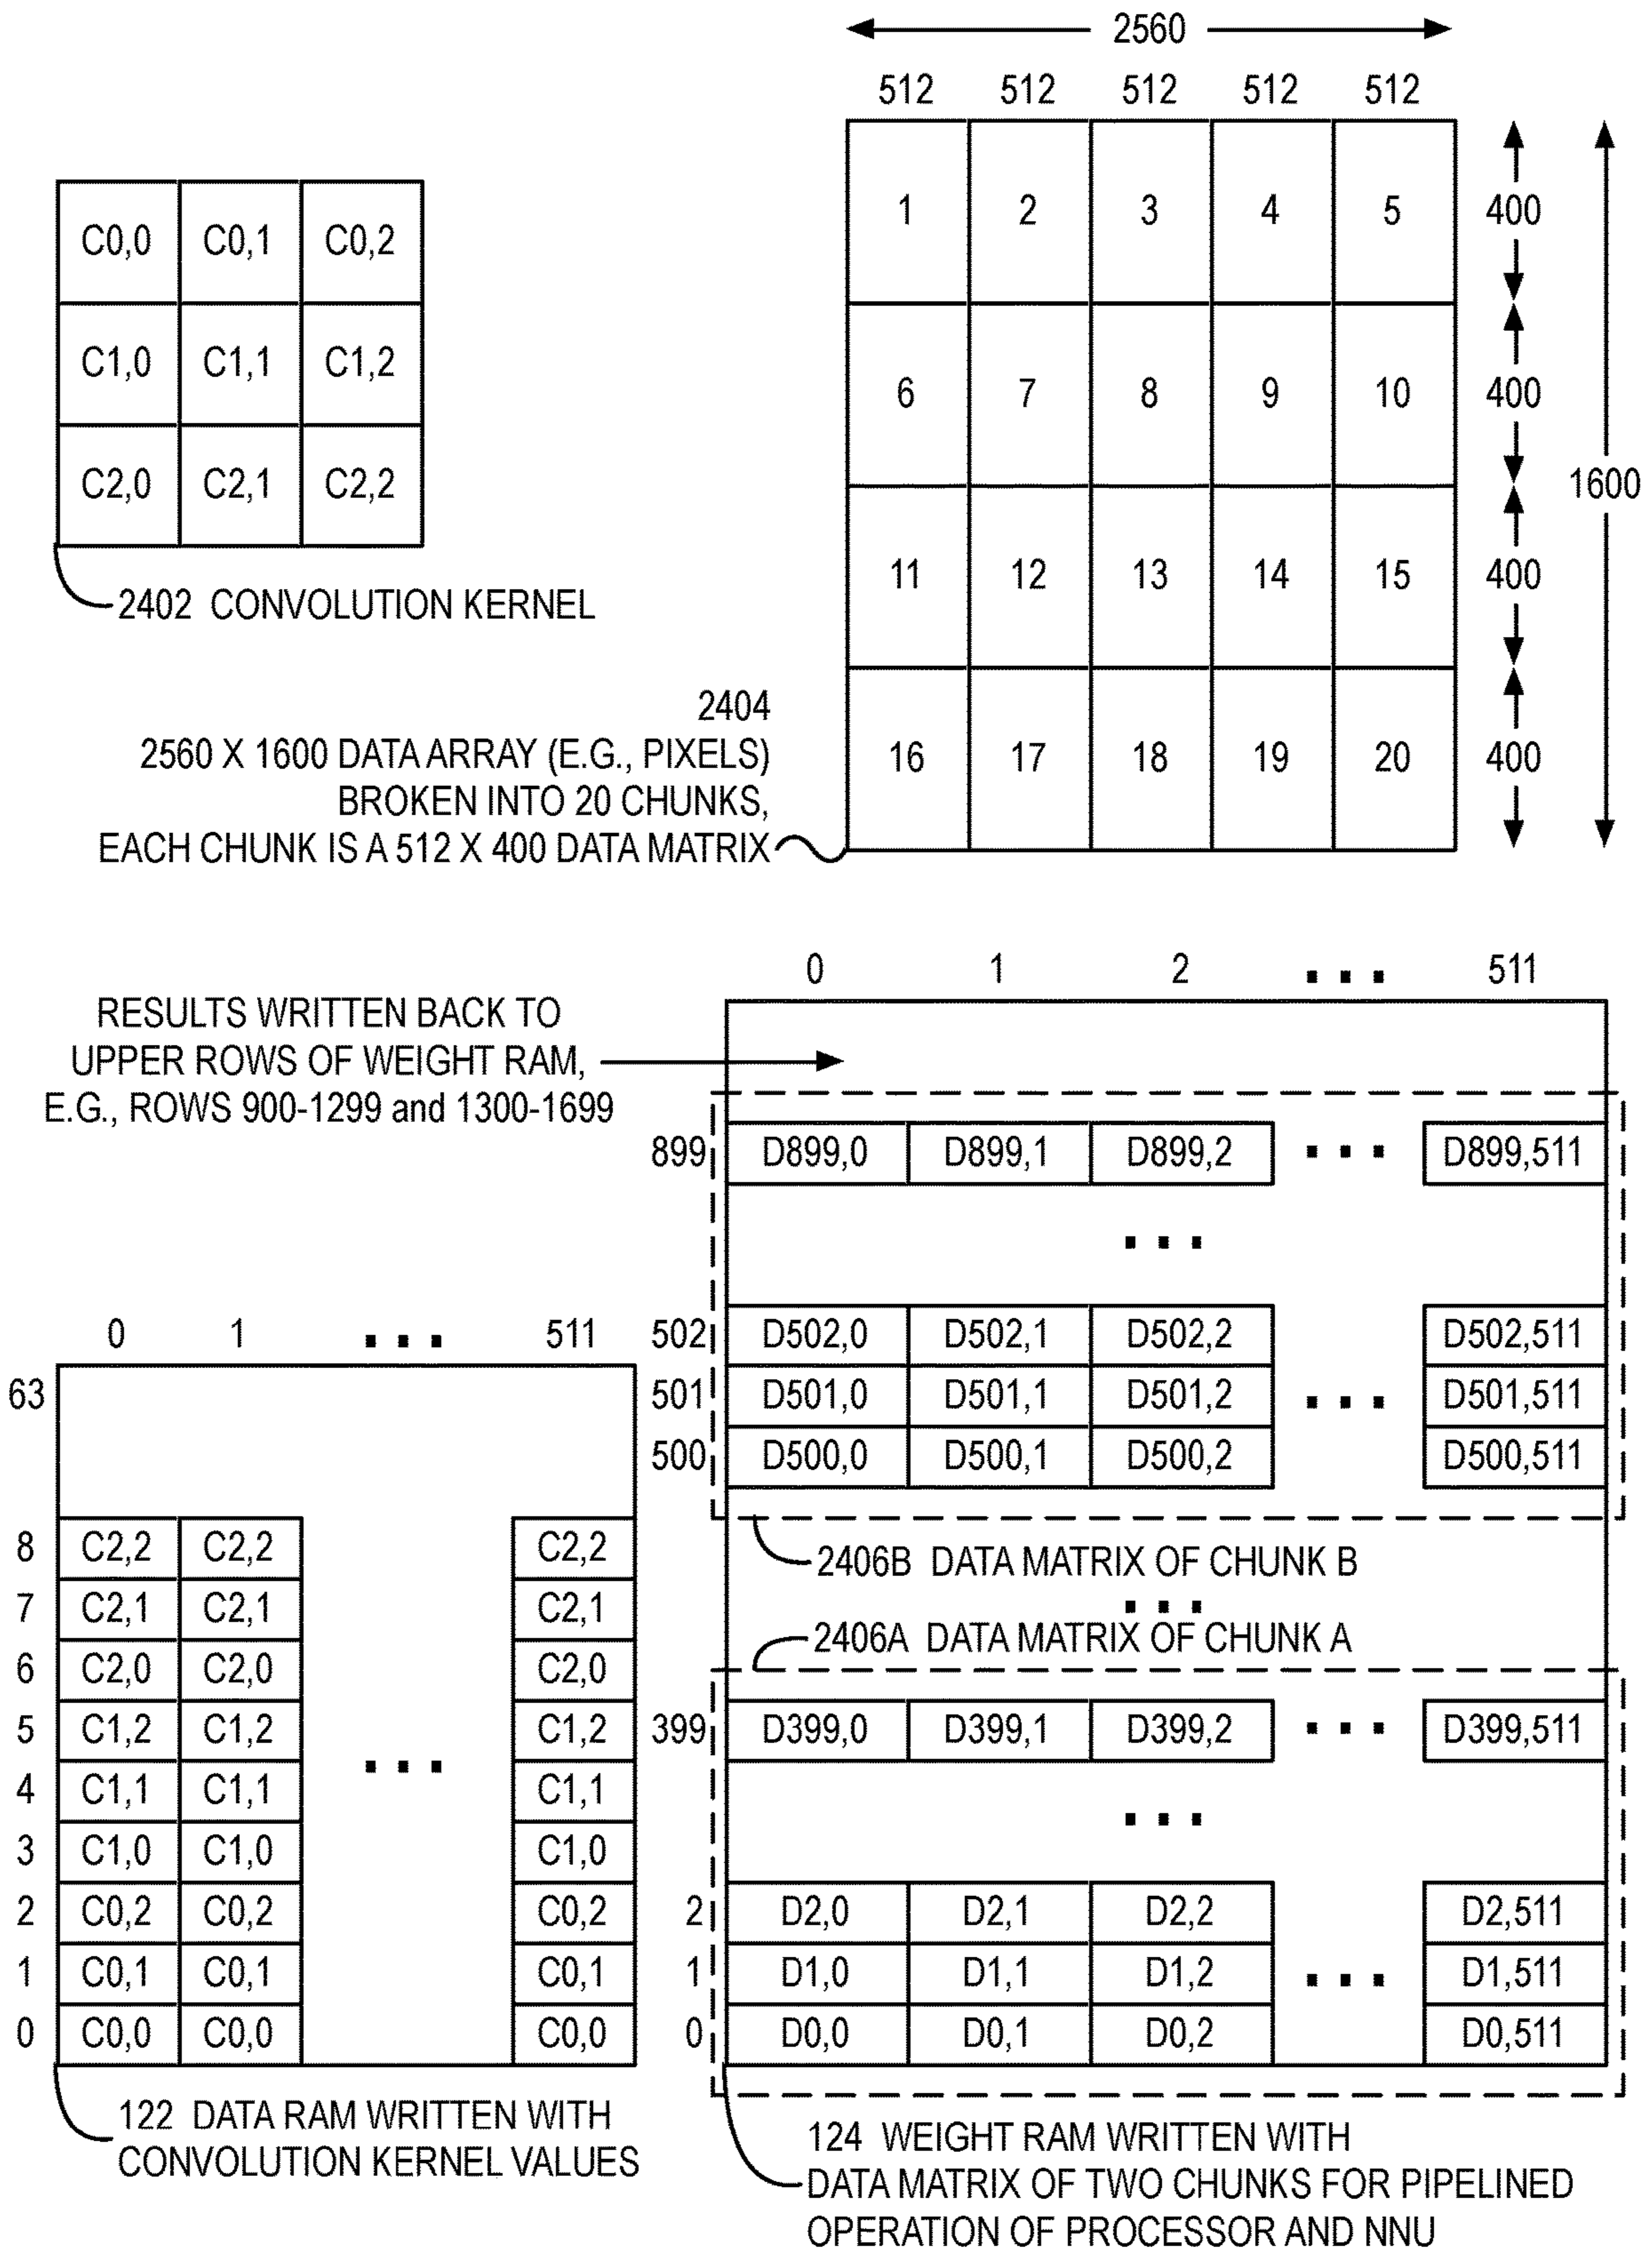 2560
512 512 512 512 512
1 2 3 4 5 400
6 7 8 9 10 400
11 12 13 14 15 400
16 17 18 19 20 400
1600
C0,0 C0,1 C0,2
C1,0 C1,1 C1,2
C2,0 C2,1 C2,2
2402 CONVOLUTION KERNEL
2404
2560 X 1600 DATA ARRAY (E.G., PIXELS)
BROKEN INTO 20 CHUNKS,
EACH CHUNK IS A 512 X 400 DATA MATRIX
RESULTS WRITTEN BACK TO
UPPER ROWS OF WEIGHT RAM,
E.G., ROWS 900-1299 and 1300-1699
0 1 ... 511
63
8 C2,2 C2,2 C2,2
7 C2,1 C2,1 C2,1
6 C2,0 C2,0 C2,0
5 C1,2 C1,2 C1,2
4 C1,1 C1,1 ... C1,1
3 C1,0 C1,0 C1,0
2 C0,2 C0,2 C0,2
1 C0,1 C0,1 C0,1
0 C0,0 C0,0 C0,0
122 DATA RAM WRITTEN WITH
CONVOLUTION KERNEL VALUES
0 1 2 ... 511
899 D899,0 D899,1 D899,2 ... D899,511
...
502 D502,0 D502,1 D502,2 D502,511
501 D501,0 D501,1 D501,2 ... D501,511
500 D500,0 D500,1 D500,2 D500,511
2406B DATA MATRIX OF CHUNK B
...
2406A DATA MATRIX OF CHUNK A
399 D399,0 D399,1 D399,2 ... D399,511
...
2 D2,0 D2,1 D2,2 D2,511
1 D1,0 D1,1 D1,2 ... D1,511
0 D0,0 D0,1 D0,2 D0,511
124 WEIGHT RAM WRITTEN WITH
DATA MATRIX OF TWO CHUNKS FOR PIPELINED
OPERATION OF PROCESSOR AND NNU